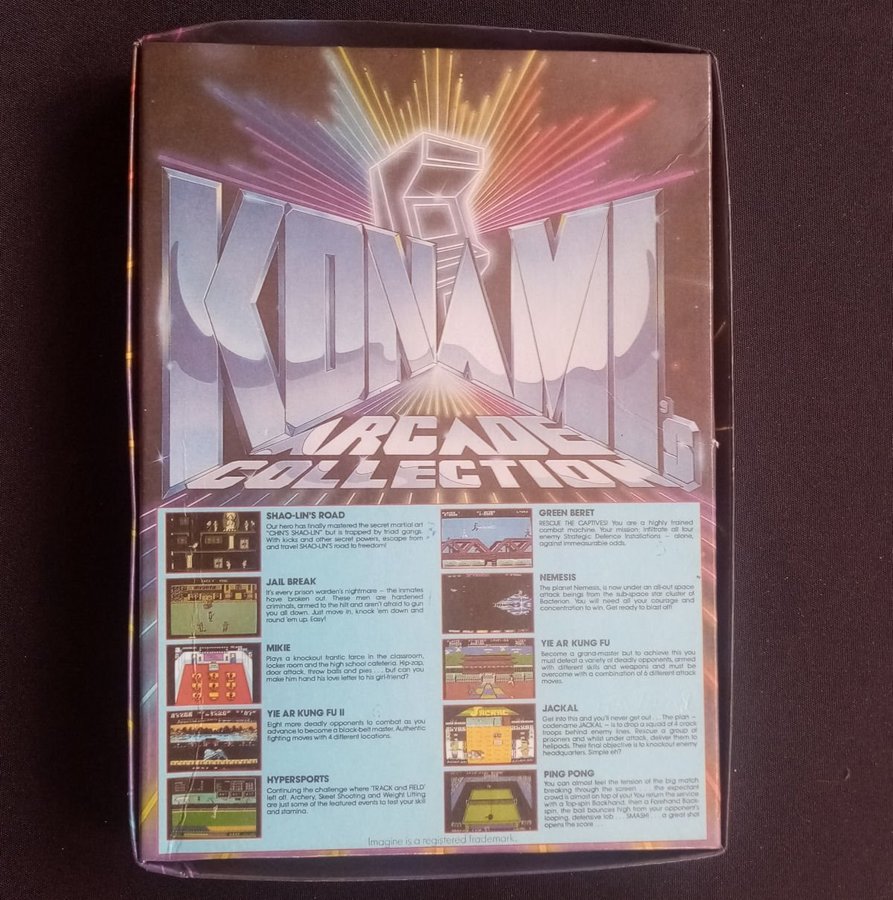 KONAMI's
ARCADE
COLLECTION
SHAO-LIN'S ROAD
Our hero has finally mastered the secret martial art
"CHIN'S SHAO-LIN" but is trapped by triad gangs.
With kicks and other secret powers, escape from
and travel SHAO-LIN'S road to freedom!
JAIL BREAK
It's every prison warden's nightmare – the inmates
have broken out. These men are hardened
criminals, armed to the hilt and aren't afraid to gun
you all down. Just move in, knock 'em down and
round 'em up. Easy!
MIKIE
Plays a knockout frantic farce in the classroom,
locker room and the high school cafeteria. Hip-zap,
door attack, throw balls and pies . . . but can you
make him hand his love letter to his girl-friend?
YIE AR KUNG FU II
Eight more deadly opponents to combat as you
advance to become a black-belt master. Authentic
fighting moves with 4 different locations.
HYPERSPORTS
Continuing the challenge where 'TRACK and FIELD'
left off. Archery, Skeet Shooting and Weight Lifting
are just some of the featured events to test your skill
and stamina.
GREEN BERET
RESCUE THE CAPTIVES! You are a highly trained
combat machine. Your mission: infiltrate all four
enemy Strategic Defence Installations – alone,
against immeasurable odds.
NEMESIS
The planet Nemesis, is now under an all-out space
attack beings from the sub-space star cluster of
Bacterion. You will need all your courage and
concentration to win. Get ready to blast off!
YIE AR KUNG FU
Become a grand-master but to achieve this you
must defeat a variety of deadly opponents, armed
with different skills and weapons and must be
overcome with a combination of 6 different attack
moves.
JACKAL
JACKAL
Get into this and you'll never get out . . . The plan –
codename JACKAL – is to drop a squad of 4 crack
troops behind enemy lines. Rescue a group of
prisoners and whilst under attack, deliver them to
helipads. Their final objective is to knockout enemy
headquarters. Simple eh!?
PING PONG
You can almost feel the tension of the big match
breaking through the screen . . . the expectant
crowd is almost on top of you! You return the service
with a Top-spin Backhand, then a Forehand Back-
spin, the ball bounces high from your opponent's
looping, defensive lob . . . SMASH! . . . a great shot
opens the score . . .
Imagine is a registered trademark.